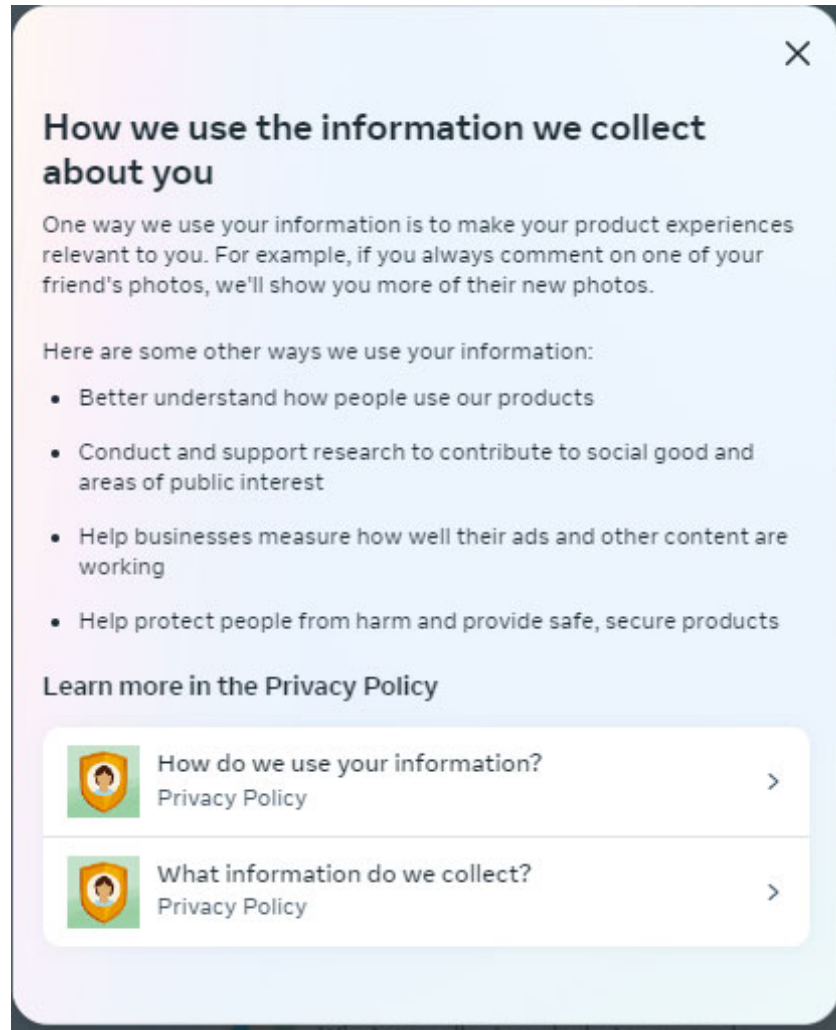 How we use the information we collect
about you
One way we use your information is to make your product experiences
relevant to you. For example, if you always comment on one of your
friend's photos, we'll show you more of their new photos.
Here are some other ways we use your information:
• Better understand how people use our products
• Conduct and support research to contribute to social good and
areas of public interest
• Help businesses measure how well their ads and other content are
working
• Help protect people from harm and provide safe, secure products
Learn more in the Privacy Policy
How do we use your information?
Privacy Policy
What information do we collect?
Privacy Policy